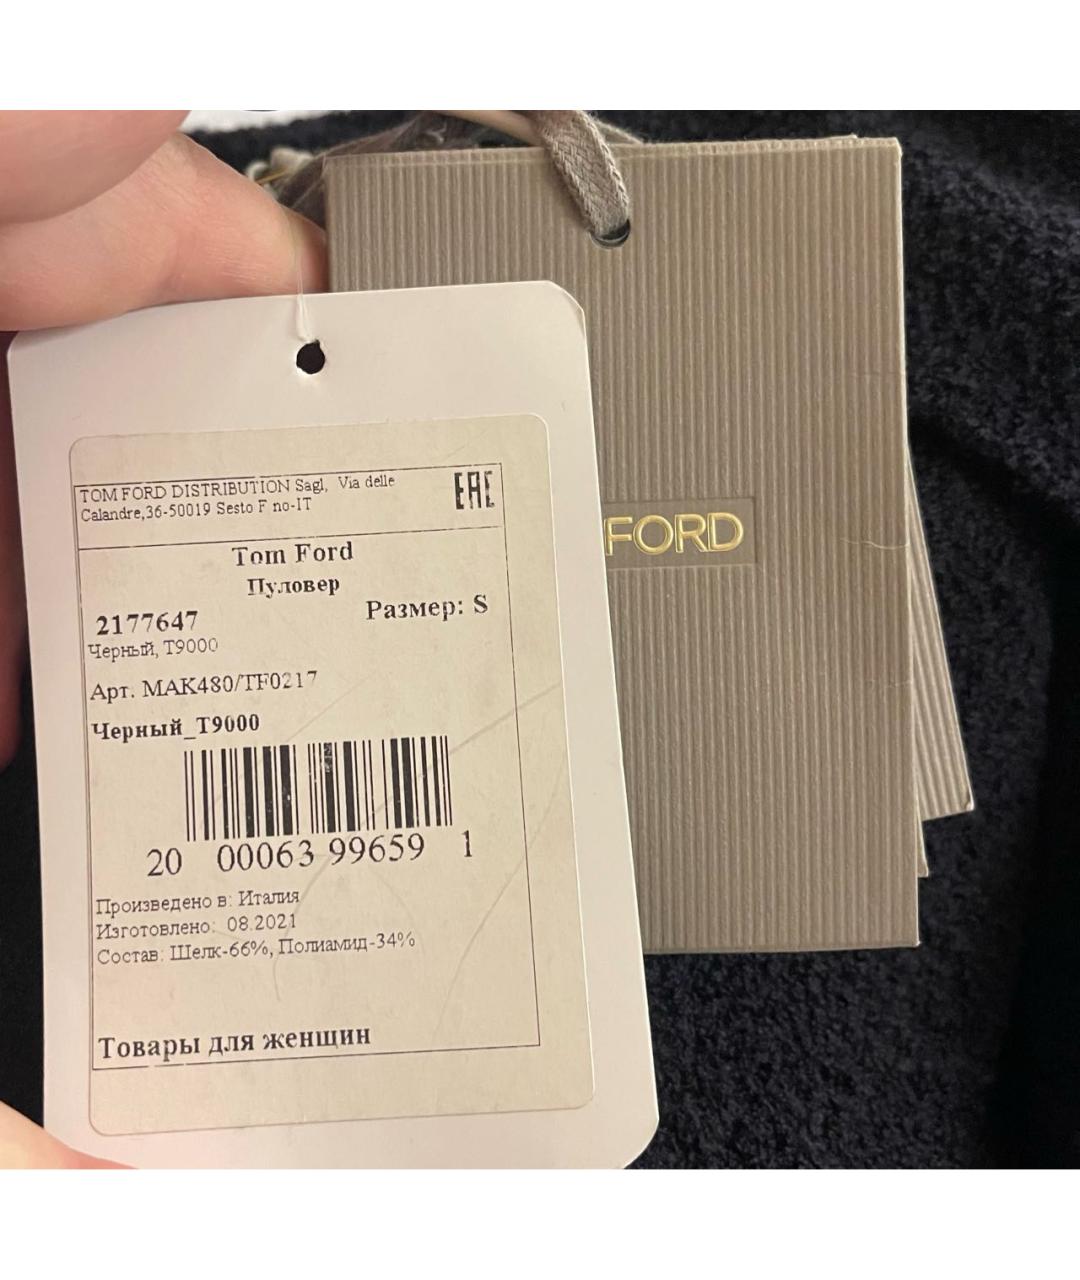 TOM FORD DISTRIBUTION Sagl, Via delle
Calandre,36-50019 Sesto F no-IT
EAC
Tom Ford
Пуловер
2177647
Размер: S
Черный, T9000
Арт. MAK480/TF0217
Черный_T9000
20 00063 99659 1
Произведено в: Италия
Изготовлено: 08.2021
Состав: Шелк-66%, Полиамид-34%
Товары для женщин
FORD